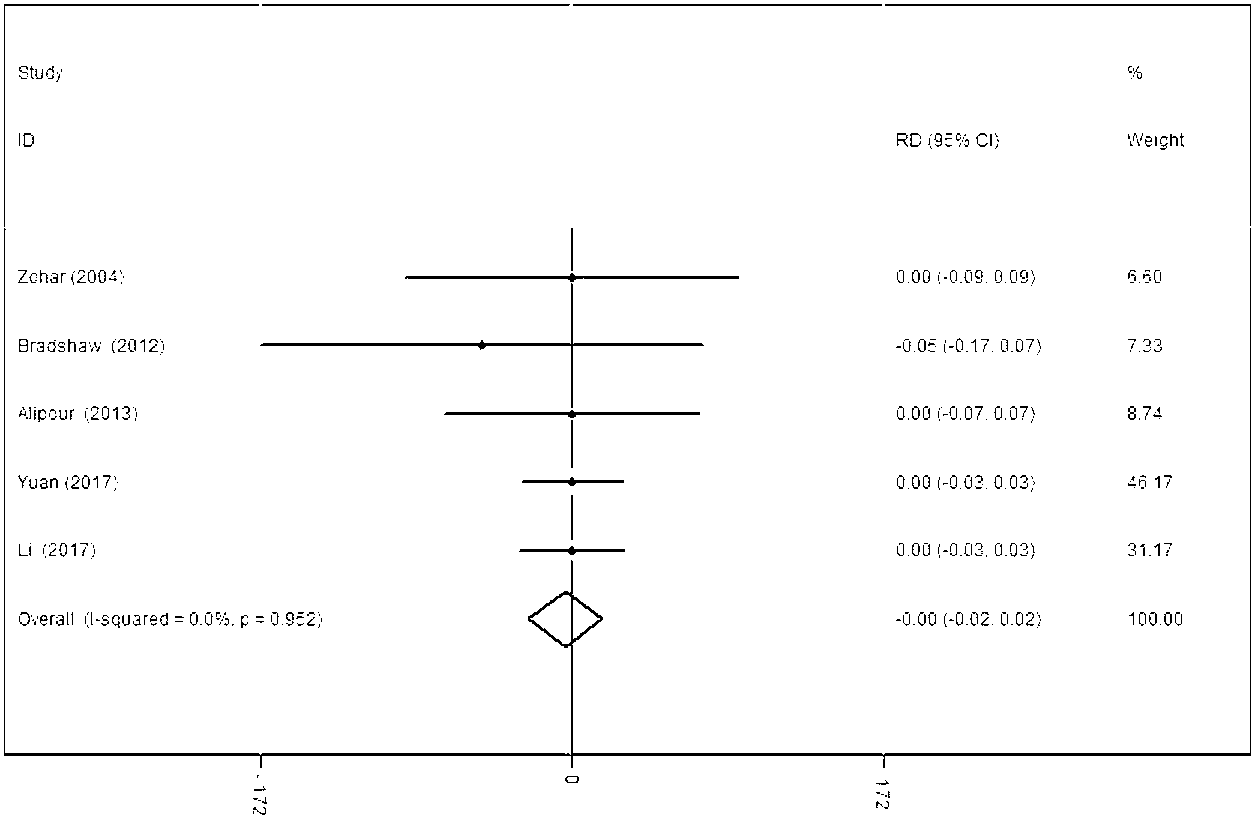 Study %
ID RD (95% CI) Weight
Zohar (2004) 0.00 (-0.09, 0.09) 6.60
Bradshaw (2012) -0.05 (-0.17, 0.07) 7.33
Alipour (2013) 0.00 (-0.07, 0.07) 8.74
Yuan (2017) 0.00 (-0.03, 0.03) 46.17
Li (2017) 0.00 (-0.03, 0.03) 31.17
Overall (I-squared = 0.0%, p = 0.952) -0.00 (-0.02, 0.02) 100.00
-.172 0 .172